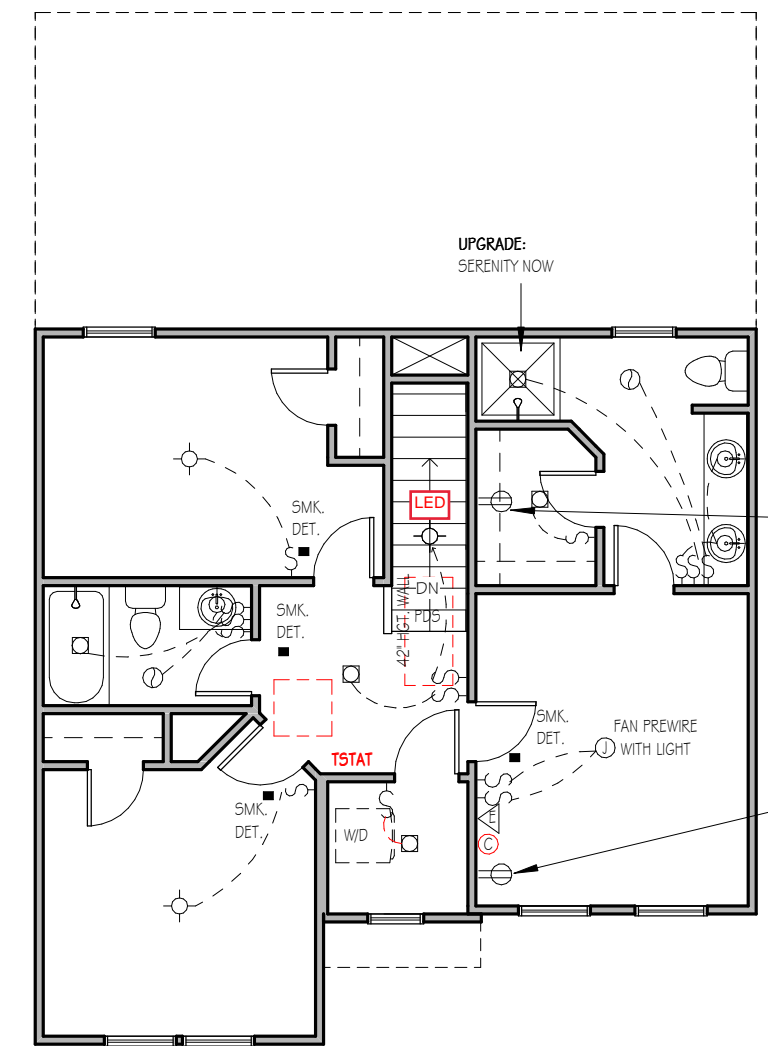 UPGRADE:
SERENITY NOW
LED
SMK.
DET.
DN
PDS
42" HGT. WALL
SMK.
DET.
SMK.
DET.
FAN PREWIRE
WITH LIGHT
J
TSTAT
E
C
SMK.
DET.
W/D